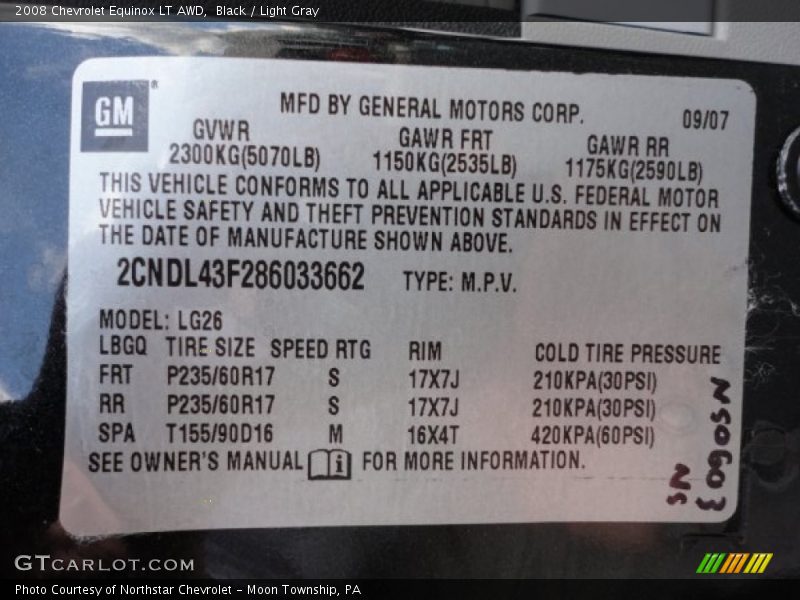 2008 Chevrolet Equinox LT AWD, Black / Light Gray
GM®
MFD BY GENERAL MOTORS CORP. 09/07
GVWR GAWR FRT GAWR RR
2300KG(5070LB) 1150KG(2535LB) 1175KG(2590LB)
THIS VEHICLE CONFORMS TO ALL APPLICABLE U.S. FEDERAL MOTOR
VEHICLE SAFETY AND THEFT PREVENTION STANDARDS IN EFFECT ON
THE DATE OF MANUFACTURE SHOWN ABOVE.
2CNDL43F286033662 TYPE: M.P.V.
MODEL: LG26
LBGQ TIRE SIZE SPEED RTG RIM COLD TIRE PRESSURE
FRT P235/60R17 S 17X7J 210KPA(30PSI)
RR P235/60R17 S 17X7J 210KPA(30PSI)
SPA T155/90D16 M 16X4T 420KPA(60PSI)
SEE OWNER'S MANUAL i FOR MORE INFORMATION.
GTCARLOT.COM
Photo Courtesy of Northstar Chevrolet - Moon Township, PA